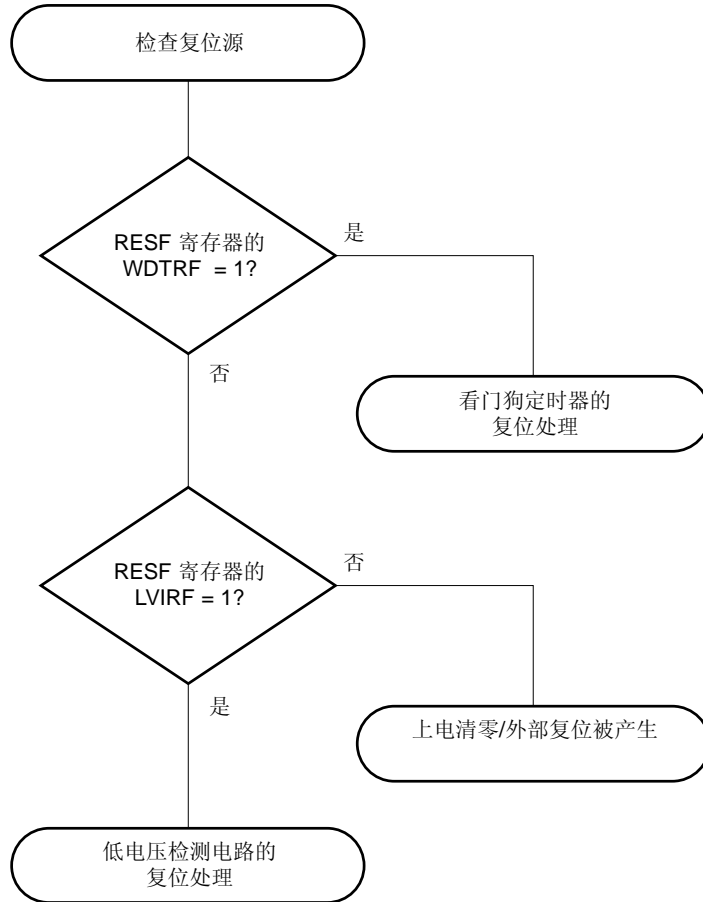 检查复位源
RESF 寄存器的
WDTRF = 1?
是
否
看门狗定时器的
复位处理
RESF 寄存器的
LVIRF = 1?
否
是
上电清零/外部复位被产生
低电压检测电路的
复位处理